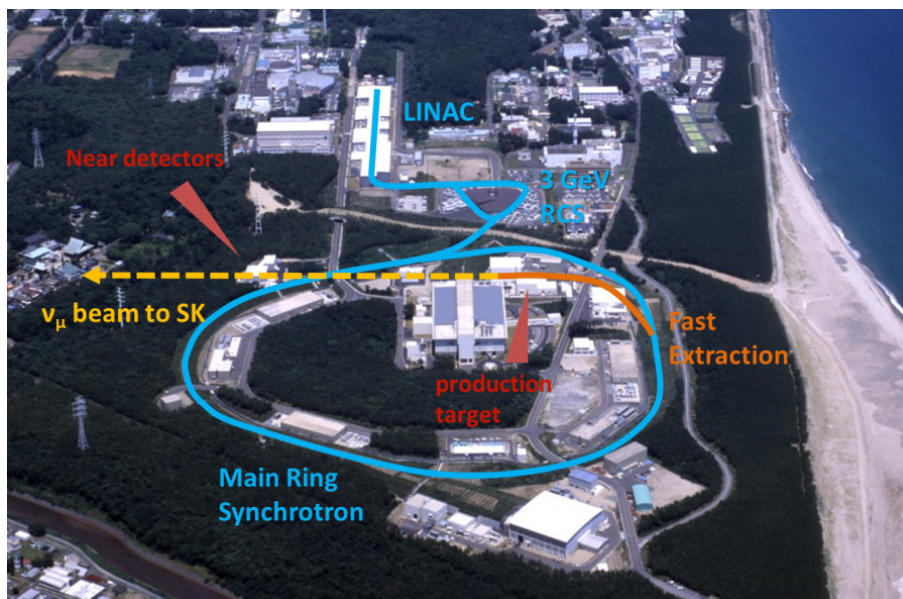 LINAC
Near detectors
3 GeV
RCS
νμ beam to SK
Fast
Extraction
production
target
Main Ring
Synchrotron